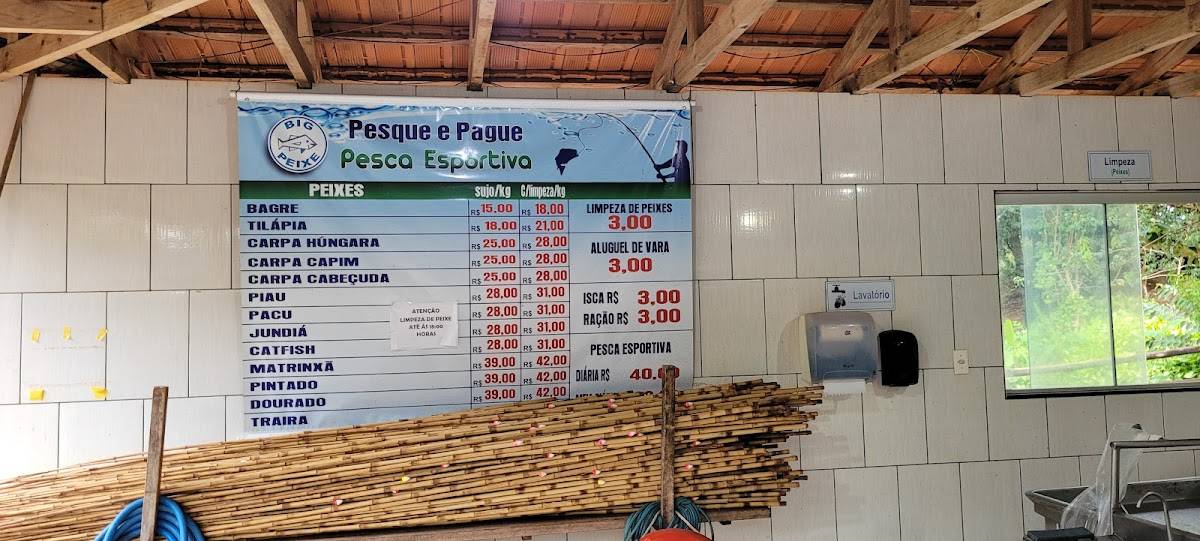 BIG PEIXE
Pesque e Pague
Pesca Esportiva
PEIXES sujo/kg C/limpeza/kg
BAGRE R$ 15,00 R$ 18,00
TILÁPIA R$ 18,00 R$ 21,00
CARPA HÚNGARA R$ 25,00 R$ 28,00
CARPA CAPIM R$ 25,00 R$ 28,00
CARPA CABEÇUDA R$ 25,00 R$ 28,00
PIAU R$ 28,00 R$ 31,00
PACU R$ 28,00 R$ 31,00
JUNDIÁ R$ 28,00 R$ 31,00
CATFISH R$ 28,00 R$ 31,00
MATRINXÃ R$ 39,00 R$ 42,00
PINTADO R$ 39,00 R$ 42,00
DOURADO R$ 39,00 R$ 42,00
TRAIRA
LIMPEZA DE PEIXES
3,00
ALUGUEL DE VARA
3,00
ISCA R$ 3,00
RAÇÃO R$ 3,00
PESCA ESPORTIVA
DIÁRIA R$ 40,00
ATENÇÃO
LIMPEZA DE PEIXE
ATÉ ÁS 18:00
HORAS
Lavatório
Limpeza
(Peixes)